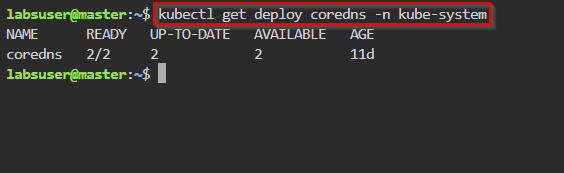 labsuser@master:~$ kubectl get deploy coredns -n kube-system
NAME READY UP-TO-DATE AVAILABLE AGE
coredns 2/2 2 2 11d
labsuser@master:~$